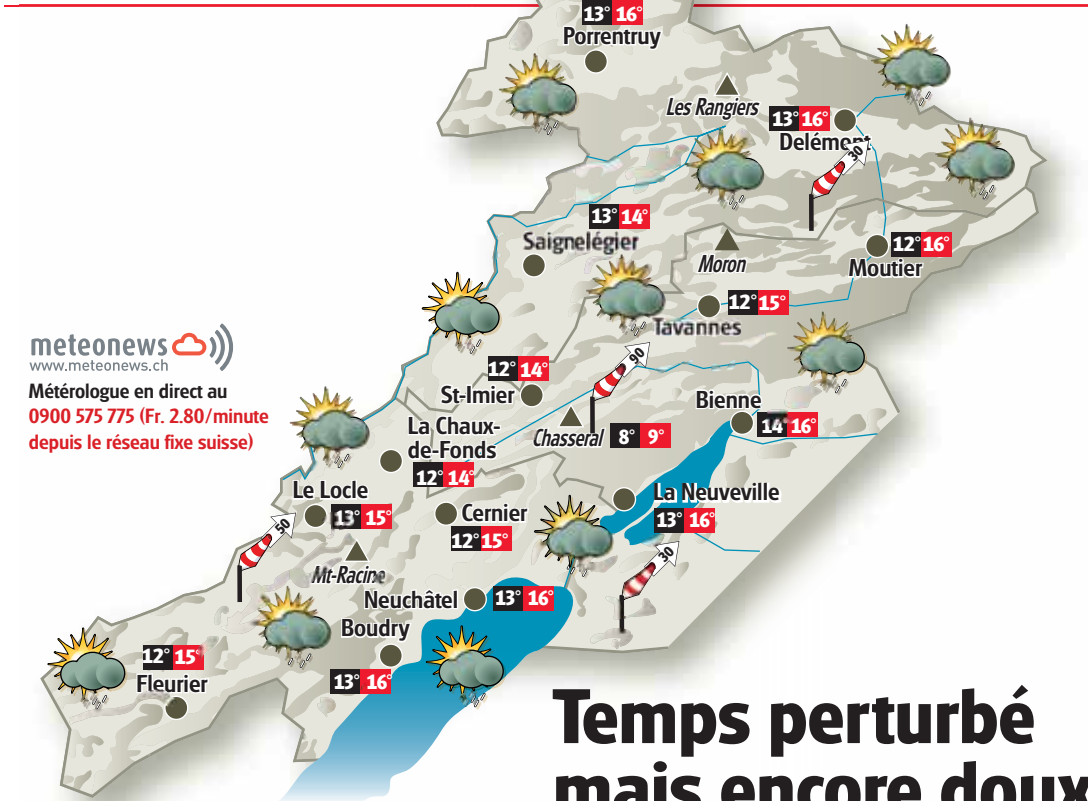 13° 16°
Porrentruy
Les Rangiers
13° 16°
Delémont
30
13° 14°
Saignelégier
Moron
12° 16°
Moutier
12° 15°
Tavannes
meteonews
www.meteonews.ch
Météorologue en direct au
0900 575 775 (Fr. 2.80/minute
depuis le réseau fixe suisse)
90
12° 14°
St-Imier
Bienne
14° 16°
La Chaux-
de-Fonds
12° 14°
Chasseral 8° 9°
Le Locle
13° 15°
Cernier
12° 15°
La Neuveville
13° 16°
50
30
Mt-Racine
Neuchâtel 13° 16°
Boudry
13° 16°
12° 15°
Fleurier
Temps perturbé
mais encore doux